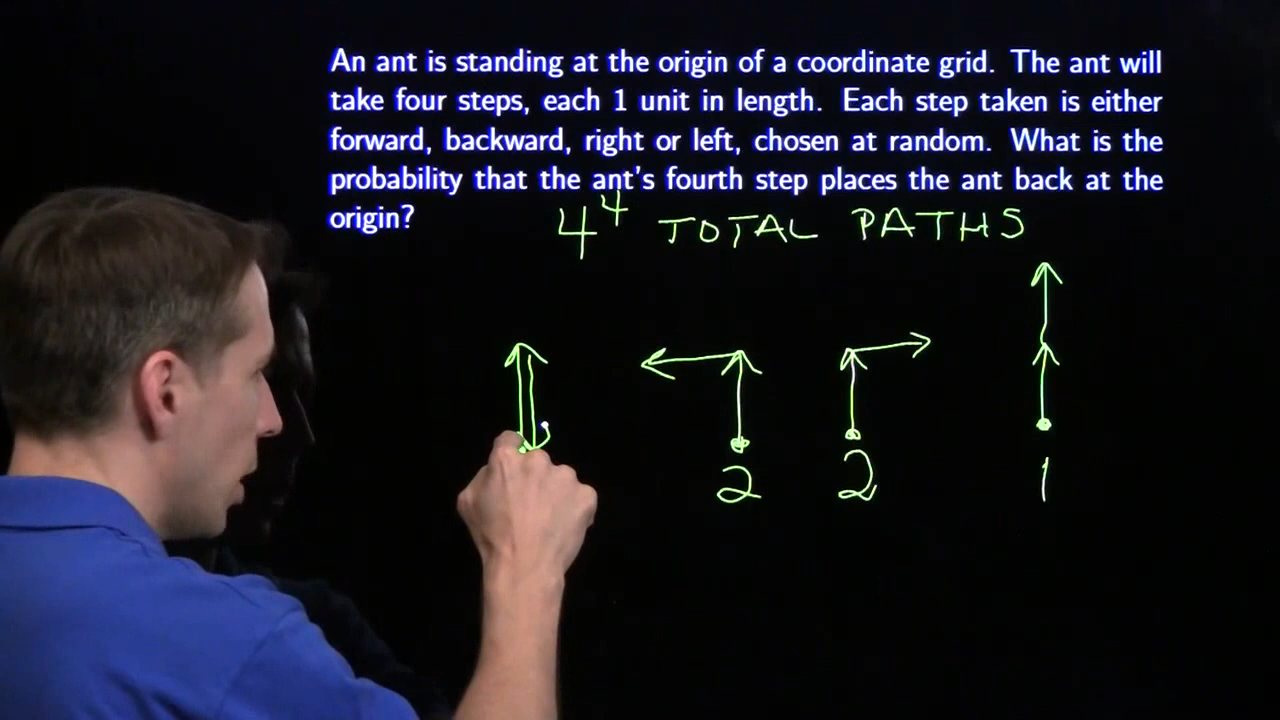 An ant is standing at the origin of a coordinate grid. The ant will
take four steps, each 1 unit in length. Each step taken is either
forward, backward, right or left, chosen at random. What is the
probability that the ant's fourth step places the ant back at the
origin?
4⁴ TOTAL PATHS
2 2 1